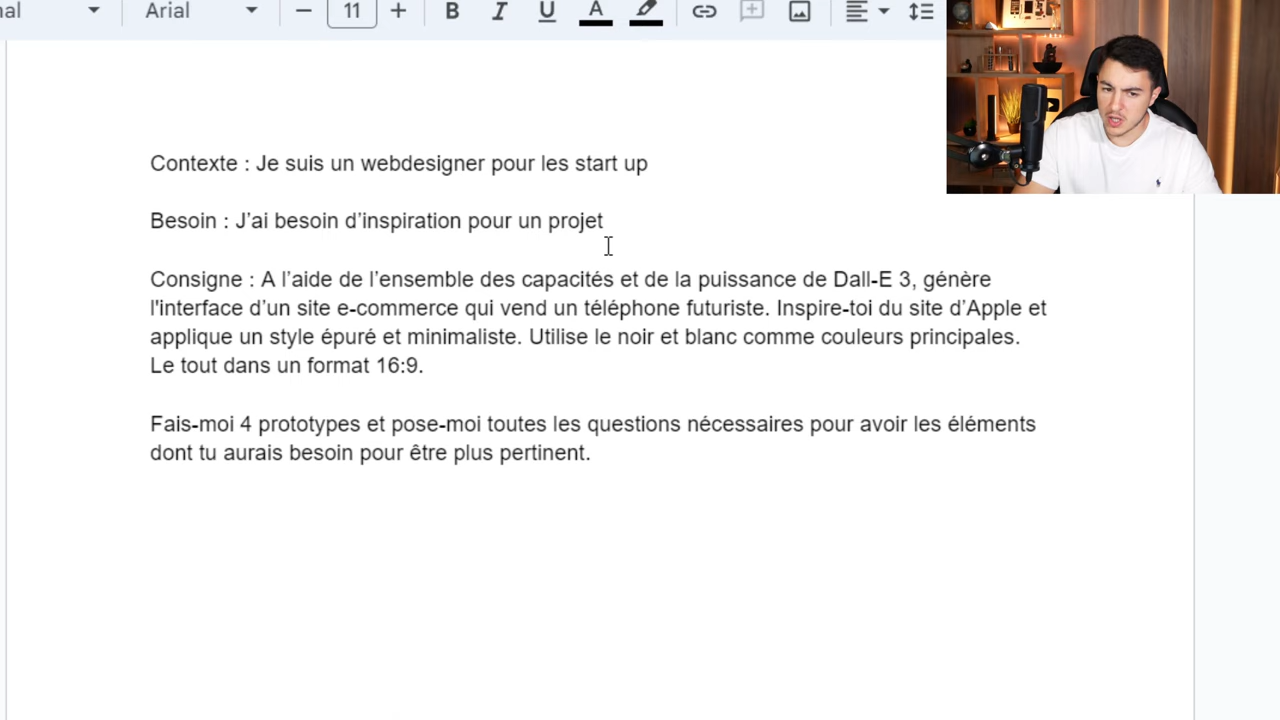 Arial
11
B I U A
Contexte : Je suis un webdesigner pour les start up
Besoin : J’ai besoin d’inspiration pour un projet
Consigne : A l’aide de l’ensemble des capacités et de la puissance de Dall-E 3, génère
l'interface d’un site e-commerce qui vend un téléphone futuriste. Inspire-toi du site d’Apple et
applique un style épuré et minimaliste. Utilise le noir et blanc comme couleurs principales.
Le tout dans un format 16:9.
Fais-moi 4 prototypes et pose-moi toutes les questions nécessaires pour avoir les éléments
dont tu aurais besoin pour être plus pertinent.